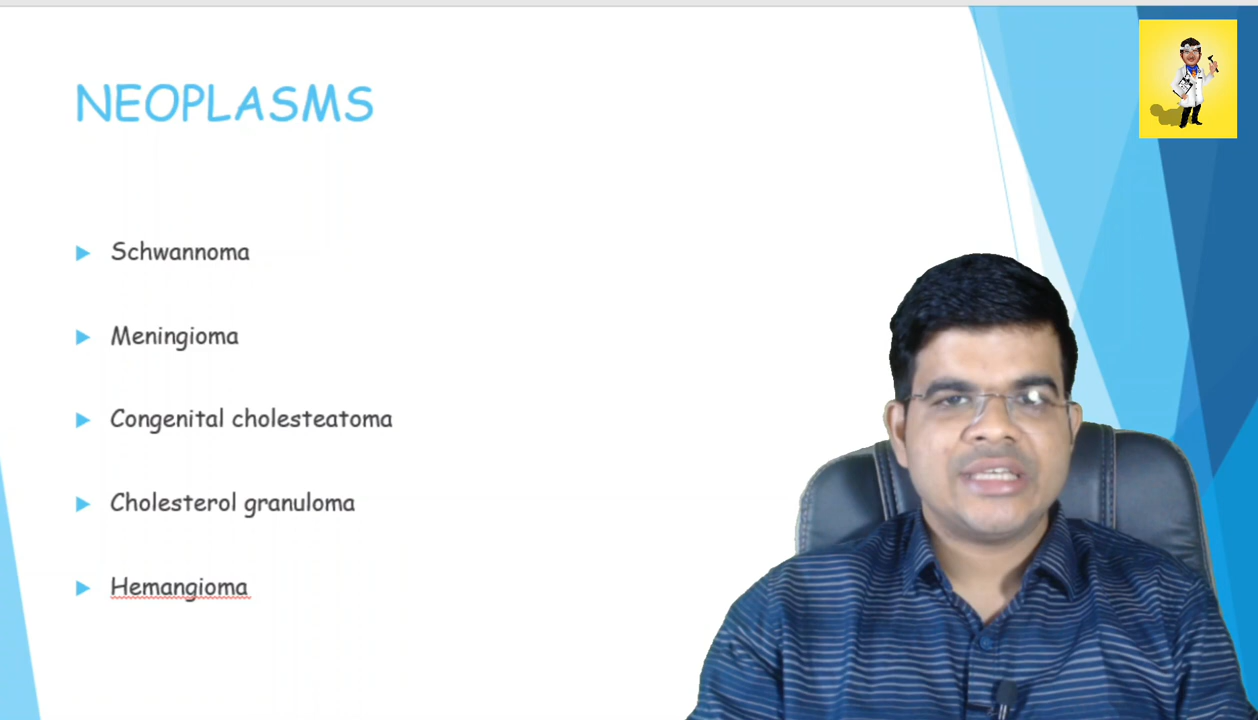 NEOPLASMS
Schwannoma
Meningioma
Congenital cholesteatoma
Cholesterol granuloma
Hemangioma